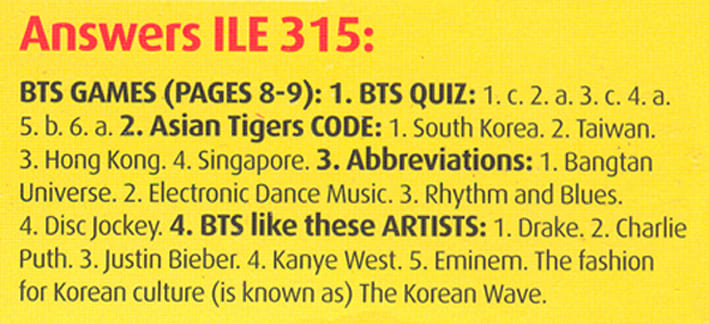 Answers ILE 315:
BTS GAMES (PAGES 8-9): 1. BTS QUIZ: 1. c. 2. a. 3. c. 4. a.
5. b. 6. a. 2. Asian Tigers CODE: 1. South Korea. 2. Taiwan.
3. Hong Kong. 4. Singapore. 3. Abbreviations: 1. Bangtan
Universe. 2. Electronic Dance Music. 3. Rhythm and Blues.
4. Disc Jockey. 4. BTS like these ARTISTS: 1. Drake. 2. Charlie
Puth. 3. Justin Bieber. 4. Kanye West. 5. Eminem. The fashion
for Korean culture (is known as) The Korean Wave.